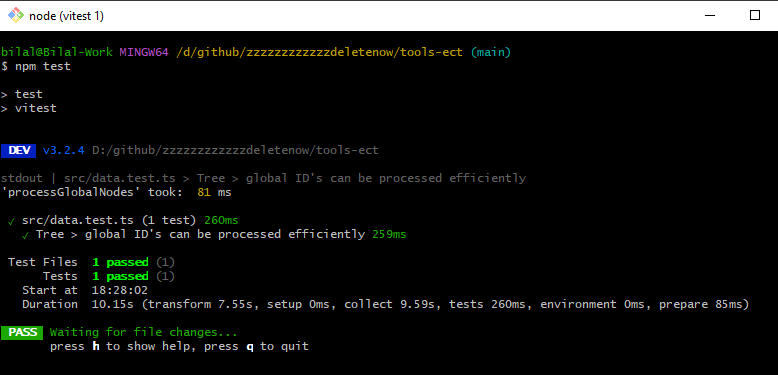 node (vitest 1)
bilal@Bilal-Work MINGW64 /d/github/zzzzzzzzzzzzdeletenow/tools-ect (main)
$ npm test
> test
> vitest
DEV v3.2.4 D:/github/zzzzzzzzzzzzdeletenow/tools-ect
stdout | src/data.test.ts > Tree > global ID's can be processed efficiently
'processGlobalNodes' took:  81 ms
✓ src/data.test.ts (1 test) 260ms
✓ Tree > global ID's can be processed efficiently 259ms
Test Files  1 passed (1)
Tests  1 passed (1)
Start at  18:28:02
Duration  10.15s (transform 7.55s, setup 0ms, collect 9.59s, tests 260ms, environment 0ms, prepare 85ms)
PASS Waiting for file changes...
press h to show help, press q to quit